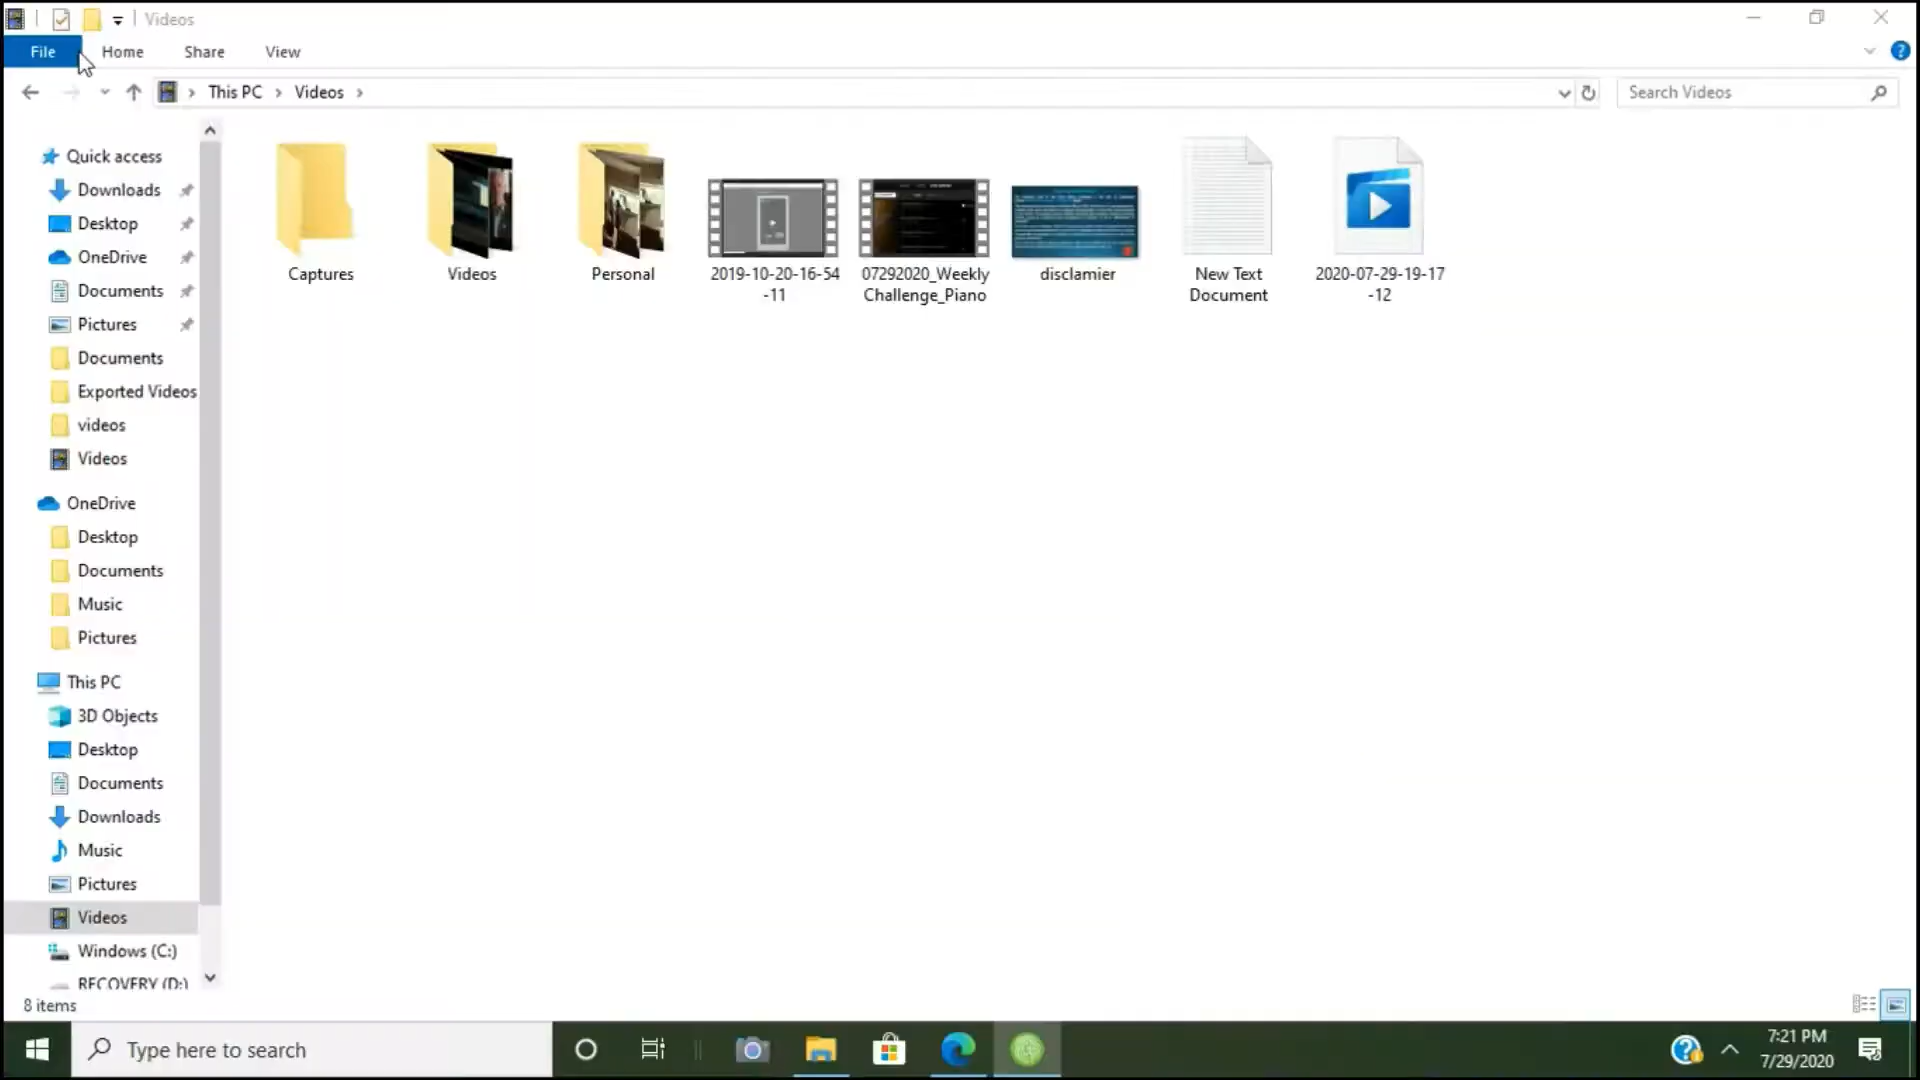 Videos
File Home Share View
This PC Videos
Search Videos
Quick access
Downloads
Desktop
OneDrive
Documents
Pictures
Documents
Exported Videos
videos
Videos
OneDrive
Desktop
Documents
Music
Pictures
This PC
3D Objects
Desktop
Documents
Downloads
Music
Pictures
Videos
Windows (C:)
RECOVERY (D:)
Captures
Videos
Personal
2019-10-20-16-54
-11
07292020_Weekly
Challenge_Piano
disclamier
New Text
Document
2020-07-29-19-17
-12
8 items
Type here to search
7:21 PM
7/29/2020